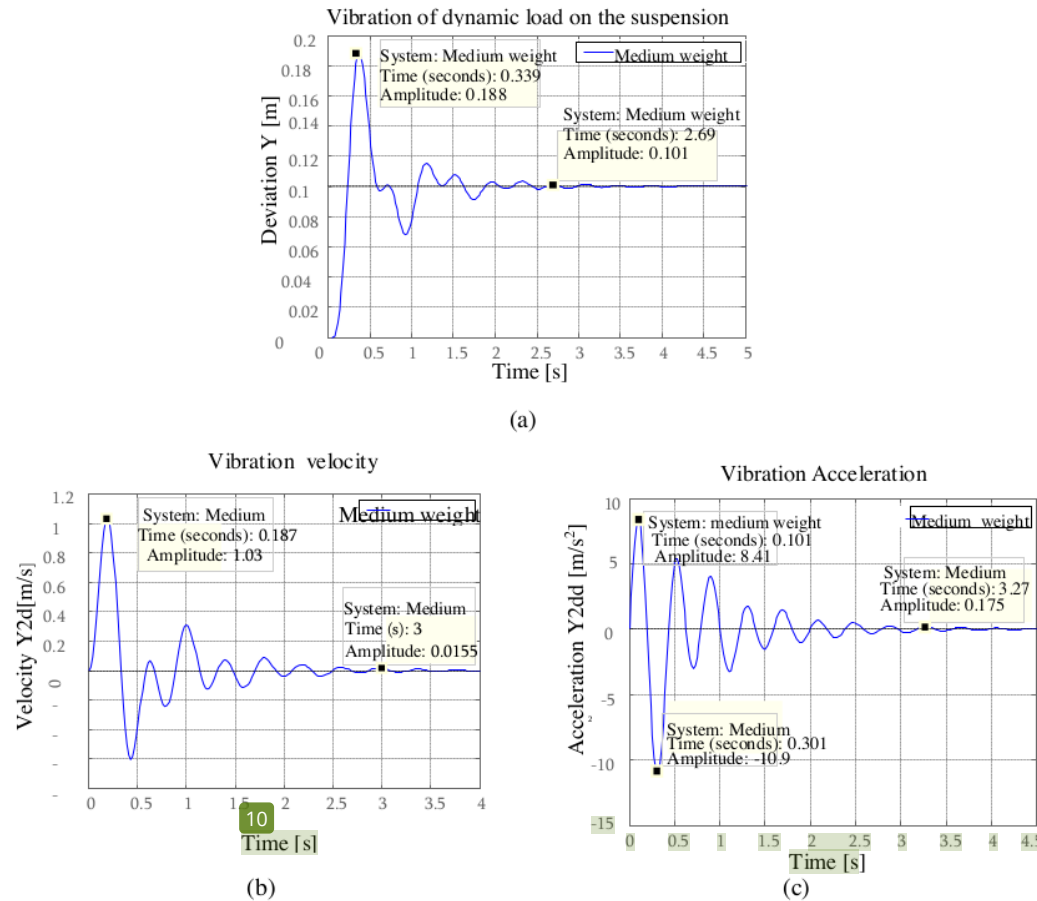 Vibration of dynamic load on the suspension
0.2
0.18
0.16
0.14
0.12
0.1
0.08
0.06
0.04
0.02
0
Deviation Y [m]
System: Medium weight
Time (seconds): 0.339
Amplitude: 0.188
Medium weight
System: Medium weight
Time (seconds): 2.69
Amplitude: 0.101
0 0.5 1 1.5 2 2.5 3 3.5 4 4.5 5
Time [s]
(a)
Vibration velocity
1.2
1
0.8
0.6
0.4
0.2
0
-
-
-
-
Velocity Y2d[m/s]
System: Medium
Time (seconds): 0.187
Amplitude: 1.03
Medium weight
System: Medium
Time (s): 3
Amplitude: 0.0155
0 0.5 1 1.5 2 2.5 3 3.5 4
10
Time [s]
(b)
Vibration Acceleration
10
5
0
-5
-10
-15
Acceleration Y2dd [m/s²]
2
System: medium weight
Time (seconds): 0.101
Amplitude: 8.41
Medium weight
System: Medium
Time (seconds): 3.27
Amplitude: 0.175
System: Medium
Time (seconds): 0.301
Amplitude: -10.9
0 0.5 1 1.5 2 2.5 3 3.5 4 4.5
Time [s]
(c)